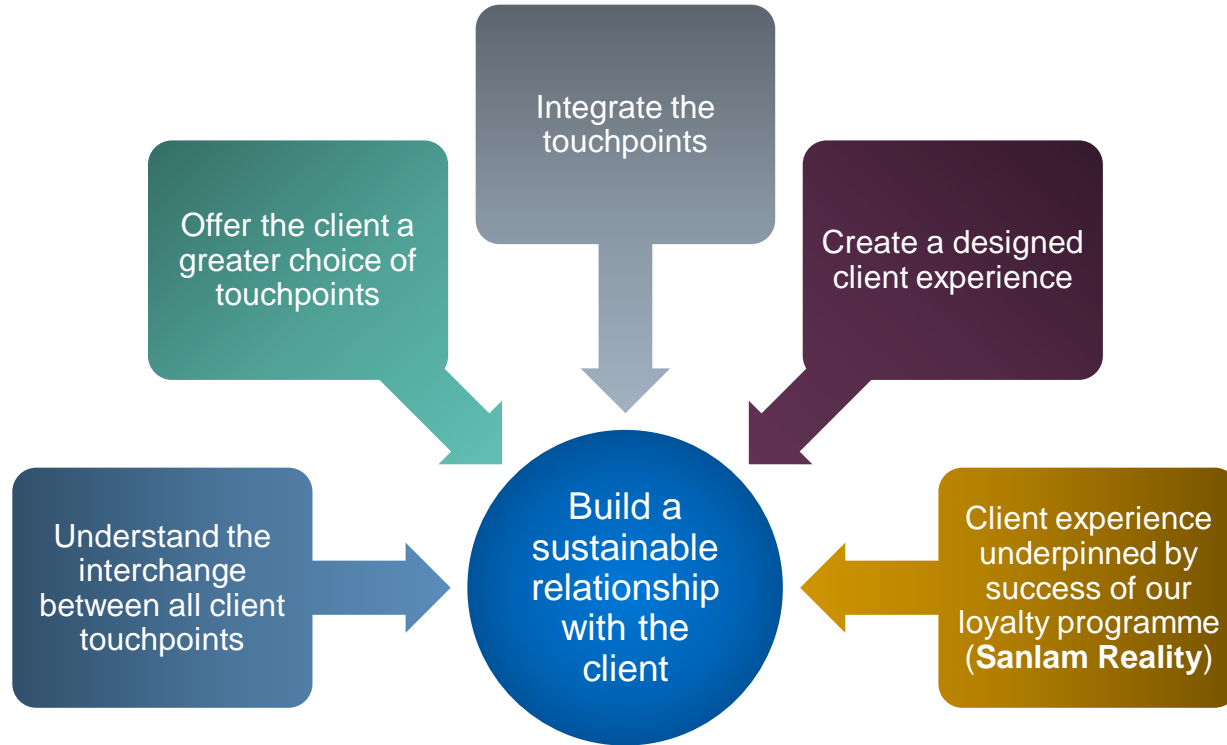 Integrate the
touchpoints
Offer the client a
greater choice of
touchpoints
Create a designed
client experience
Understand the
interchange
between all client
touchpoints
Build a
sustainable
relationship
with the
client
Client experience
underpinned by
success of our
loyalty programme
(Sanlam Reality)